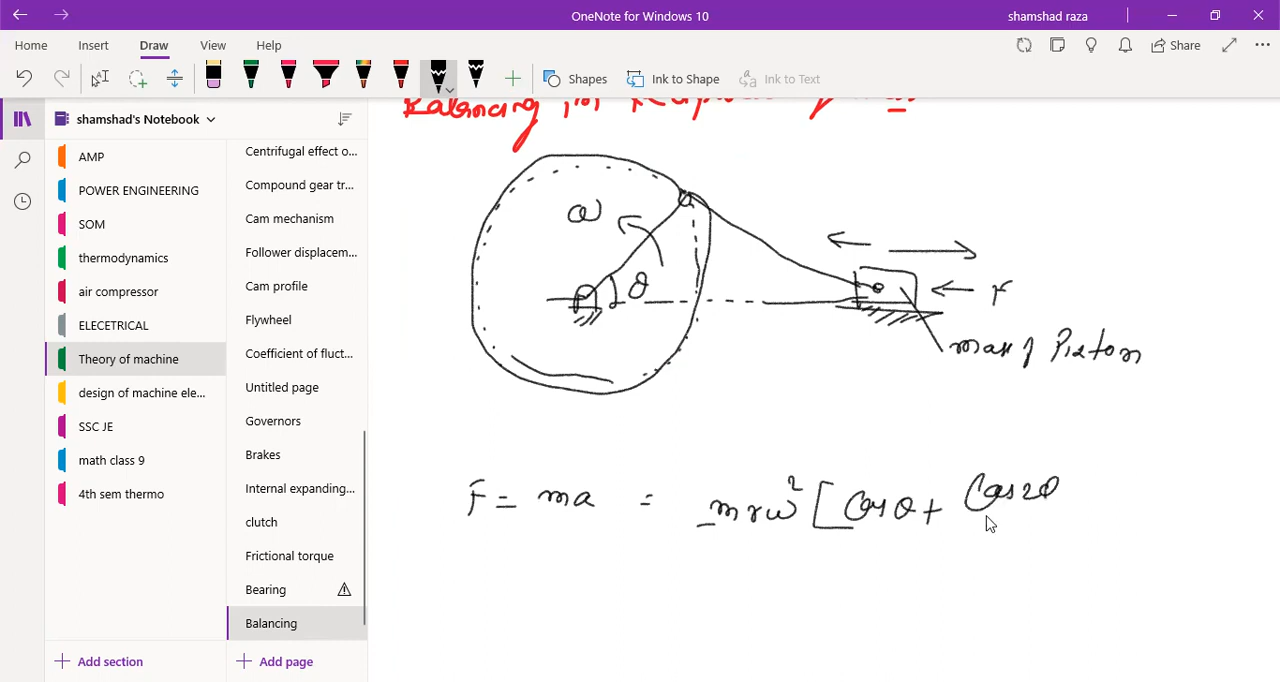 OneNote for Windows 10
shamshad raza
Home Insert Draw View Help
Share
Shapes
Ink to Shape
Ink to Text
shamshad's Notebook
AMP
POWER ENGINEERING
SOM
thermodynamics
air compressor
ELECETRICAL
Theory of machine
design of machine ele...
SSC JE
math class 9
4th sem thermo
Add section
Centrifugal effect o...
Compound gear tr...
Cam mechanism
Follower displacem...
Cam profile
Flywheel
Coefficient of fluct...
Untitled page
Governors
Brakes
Internal expanding...
clutch
Frictional torque
Bearing
Balancing
Add page
Balancing in
ω
θ
F
mass of Piston
F = ma = mrω² [Cosθ + Cos2θ